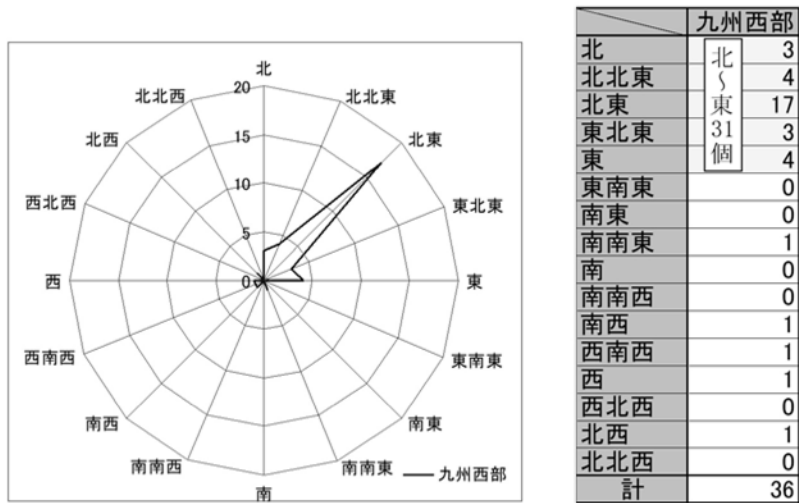 北
北北東
北東
東北東
東
東南東
南東
南南東
南
南南西
南西
西南西
西
西北西
北西
北北西
20
15
10
5
0
九州西部
九州西部
北 3
北北東 4
北東 17
東北東 3
東 4
東南東 0
南東 0
南南東 1
南 0
南南西 0
南西 1
西南西 1
西 1
西北西 0
北西 1
北北西 0
計 36
北～東31個